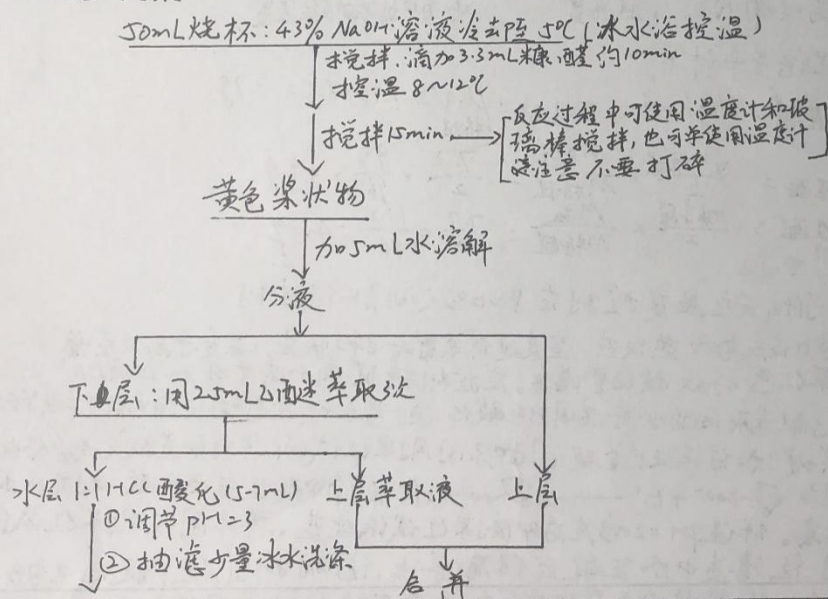 50mL烧杯:43%NaOH溶液冷却至5℃(冰水浴控温)
搅拌.滴加3.3mL糠醛约10min
控温8~12℃
搅拌15min
反应过程中可使用温度计和玻
璃棒搅拌,也可单使用温度计
注意不要打碎
黄色浆状物
加5mL水溶解
分液
下层:用25mL乙醚萃取3次
水层 1:1HCl酸化(5-7mL)
上层萃取液
上层
①调节PH=3
②抽滤少量冰水洗涤
合并